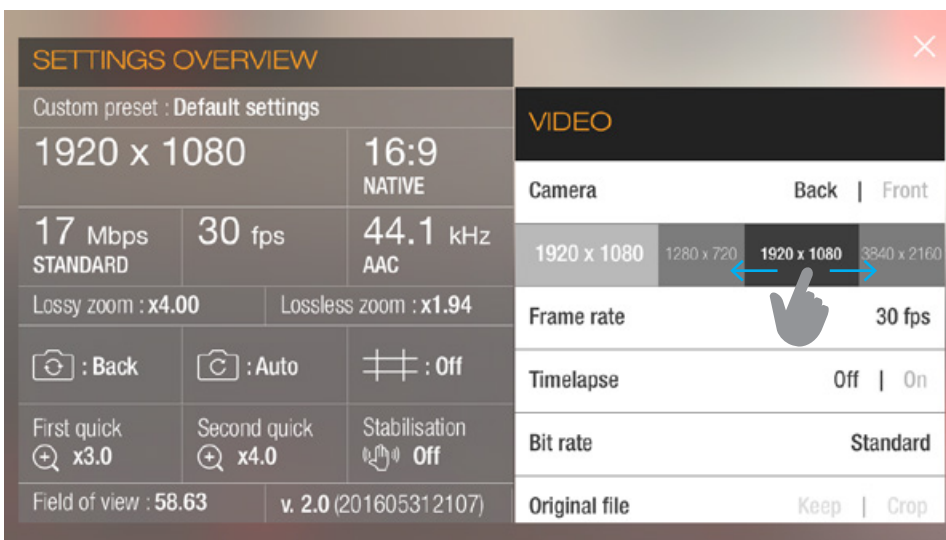 SETTINGS OVERVIEW
Custom preset : Default settings
1920 x 1080
16:9
NATIVE
17 Mbps
STANDARD
30 fps
44.1 kHz
AAC
Lossy zoom : x4.00
Lossless zoom : x1.94
: Back
: Auto
: Off
First quick
x3.0
Second quick
x4.0
Stabilisation
Off
Field of view : 58.63
v. 2.0 (201605312107)
VIDEO
Camera Back | Front
1920 x 1080 1280 x 720 1920 x 1080 3840 x 2160
Frame rate 30 fps
Timelapse Off | On
Bit rate Standard
Original file Keep | Crop